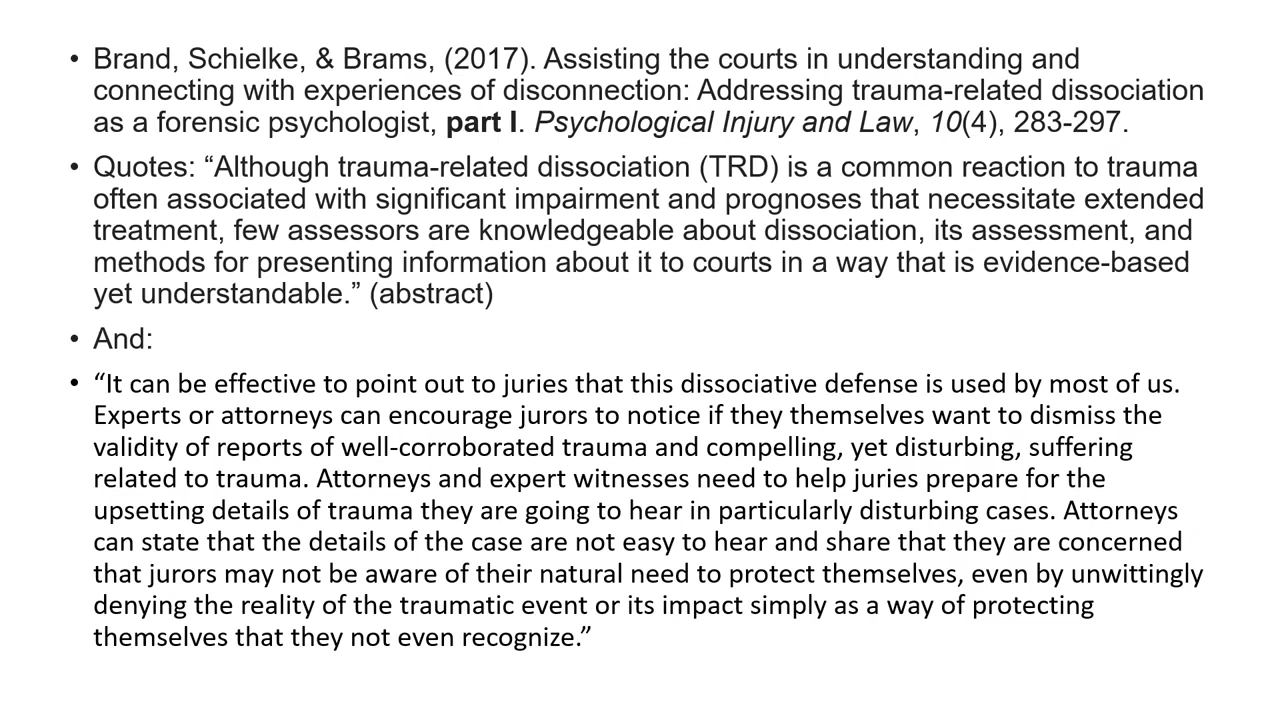 • Brand, Schielke, & Brams, (2017). Assisting the courts in understanding and
connecting with experiences of disconnection: Addressing trauma-related dissociation
as a forensic psychologist, part I. Psychological Injury and Law, 10(4), 283-297.
• Quotes: “Although trauma-related dissociation (TRD) is a common reaction to trauma
often associated with significant impairment and prognoses that necessitate extended
treatment, few assessors are knowledgeable about dissociation, its assessment, and
methods for presenting information about it to courts in a way that is evidence-based
yet understandable.” (abstract)
• And:
• “It can be effective to point out to juries that this dissociative defense is used by most of us.
Experts or attorneys can encourage jurors to notice if they themselves want to dismiss the
validity of reports of well-corroborated trauma and compelling, yet disturbing, suffering
related to trauma. Attorneys and expert witnesses need to help juries prepare for the
upsetting details of trauma they are going to hear in particularly disturbing cases. Attorneys
can state that the details of the case are not easy to hear and share that they are concerned
that jurors may not be aware of their natural need to protect themselves, even by unwittingly
denying the reality of the traumatic event or its impact simply as a way of protecting
themselves that they not even recognize.”